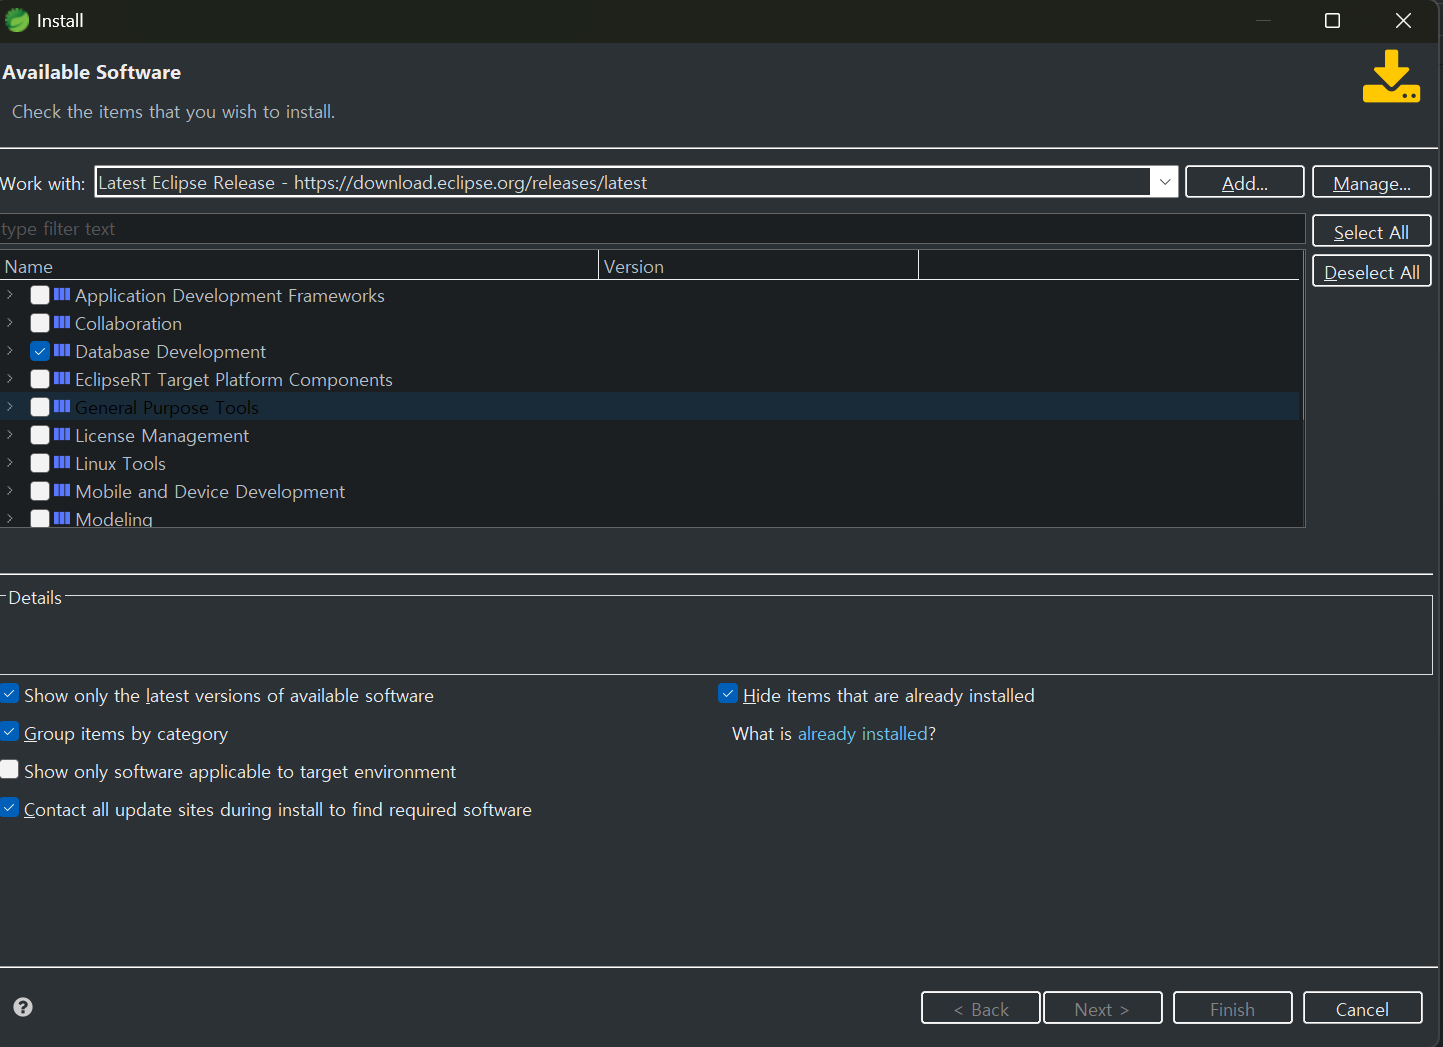 Install
Available Software
Check the items that you wish to install.
Work with: Latest Eclipse Release - https://download.eclipse.org/releases/latest Add... Manage...
type filter text Select All
Name Version Deselect All
Application Development Frameworks
Collaboration
Database Development
EclipseRT Target Platform Components
General Purpose Tools
License Management
Linux Tools
Mobile and Device Development
Modeling
Details
Show only the latest versions of available software Hide items that are already installed
Group items by category What is already installed?
Show only software applicable to target environment
Contact all update sites during install to find required software
? < Back Next > Finish Cancel